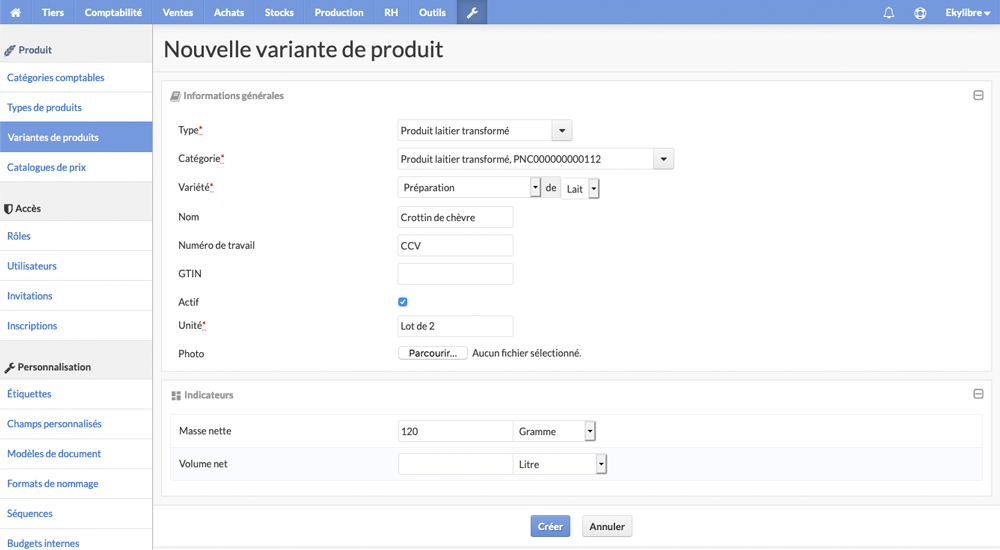 Tiers Comptabilité Ventes Achats Stocks Production RH Outils Ekylibre
Produit
Catégories comptables
Types de produits
Variantes de produits
Catalogues de prix
Accès
Rôles
Utilisateurs
Invitations
Inscriptions
Personnalisation
Étiquettes
Champs personnalisés
Modèles de document
Formats de nommage
Séquences
Budgets internes
Nouvelle variante de produit
Informations générales
Type* Produit laitier transformé
Catégorie* Produit laitier transformé, PNC000000000112
Variété* Préparation de Lait
Nom Crottin de chèvre
Numéro de travail CCV
GTIN
Actif
Unité* Lot de 2
Photo Parcourir... Aucun fichier sélectionné.
Indicateurs
Masse nette 120 Gramme
Volume net Litre
Créer Annuler